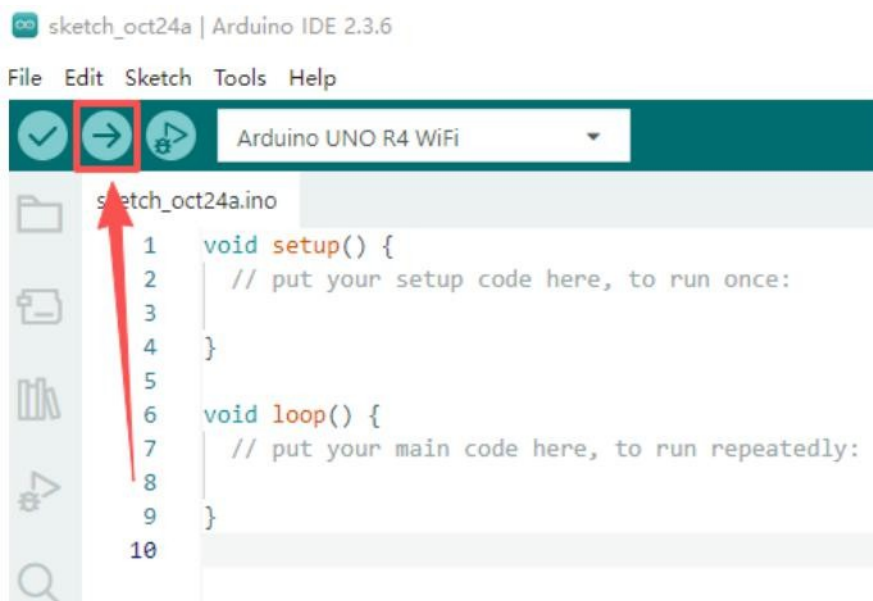 sketch_oct24a | Arduino IDE 2.3.6
File Edit Sketch Tools Help
Arduino UNO R4 WiFi
sketch_oct24a.ino
1 void setup() {
2 // put your setup code here, to run once:
3
4 }
5
6 void loop() {
7 // put your main code here, to run repeatedly:
8
9 }
10